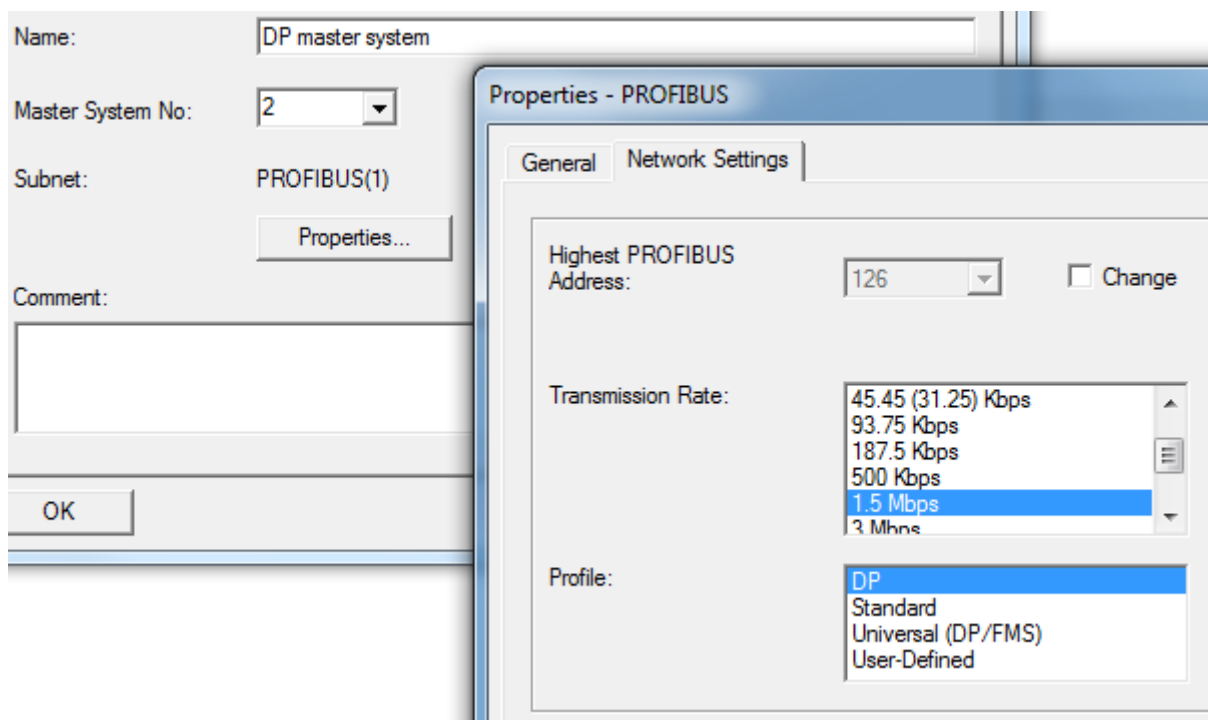 Name:
DP master system
Master System No:
2
Subnet:
PROFIBUS(1)
Properties...
Comment:
OK
Properties - PROFIBUS
General
Network Settings
Highest PROFIBUS
Address:
126
Change
Transmission Rate:
45.45 (31.25) Kbps
93.75 Kbps
187.5 Kbps
500 Kbps
1.5 Mbps
3 Mbps
Profile:
DP
Standard
Universal (DP/FMS)
User-Defined